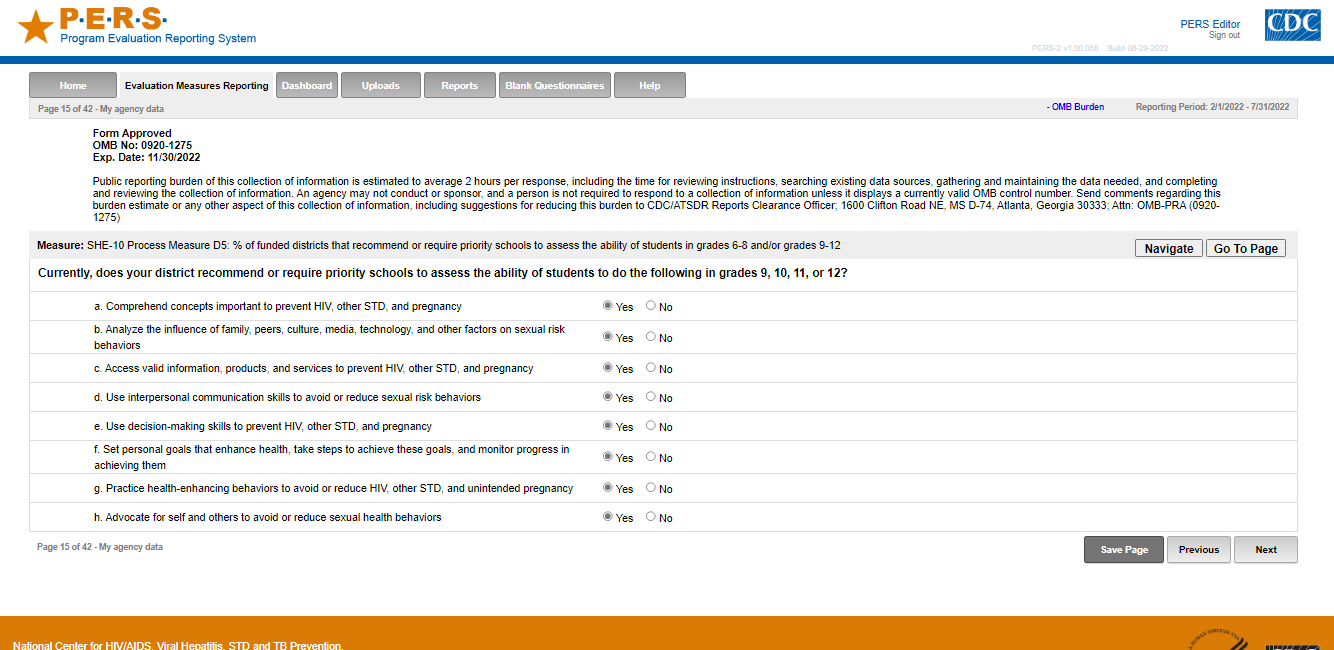 P·E·R·S·
Program Evaluation Reporting System
PERS Editor
Sign out
CDC
PERS-2 v1.00.056 Build 08-29-2022
Home Evaluation Measures Reporting Dashboard Uploads Reports Blank Questionnaires Help
Page 15 of 42 - My agency data - OMB Burden Reporting Period: 2/1/2022 - 7/31/2022
Form Approved
OMB No: 0920-1275
Exp. Date: 11/30/2022
Public reporting burden of this collection of information is estimated to average 2 hours per response, including the time for reviewing instructions, searching existing data sources, gathering and maintaining the data needed, and completing
and reviewing the collection of information. An agency may not conduct or sponsor, and a person is not required to respond to a collection of information unless it displays a currently valid OMB control number. Send comments regarding this
burden estimate or any other aspect of this collection of information, including suggestions for reducing this burden to CDC/ATSDR Reports Clearance Officer; 1600 Clifton Road NE, MS D-74, Atlanta, Georgia 30333; Attn: OMB-PRA (0920-
1275)
Measure: SHE-10 Process Measure D5: % of funded districts that recommend or require priority schools to assess the ability of students in grades 6-8 and/or grades 9-12
Navigate Go To Page
Currently, does your district recommend or require priority schools to assess the ability of students to do the following in grades 9, 10, 11, or 12?
a. Comprehend concepts important to prevent HIV, other STD, and pregnancy Yes No
b. Analyze the influence of family, peers, culture, media, technology, and other factors on sexual risk
behaviors Yes No
c. Access valid information, products, and services to prevent HIV, other STD, and pregnancy Yes No
d. Use interpersonal communication skills to avoid or reduce sexual risk behaviors Yes No
e. Use decision-making skills to prevent HIV, other STD, and pregnancy Yes No
f. Set personal goals that enhance health, take steps to achieve these goals, and monitor progress in
achieving them Yes No
g. Practice health-enhancing behaviors to avoid or reduce HIV, other STD, and unintended pregnancy Yes No
h. Advocate for self and others to avoid or reduce sexual health behaviors Yes No
Page 15 of 42 - My agency data
Save Page Previous Next
National Center for HIV/AIDS, Viral Hepatitis, STD and TB Prevention.